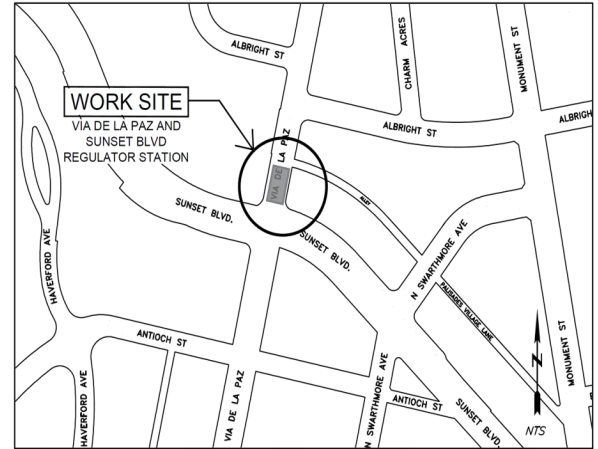 ALBRIGHT ST
CHARM ACRES
MONUMENT ST
WORK SITE
VIA DE LA PAZ AND
SUNSET BLVD
REGULATOR STATION
VIA DE LA PAZ
ALBRIGHT ST
ALBRIGH
SUNSET BLVD.
ALLEY
SUNSET BLVD.
N SWARTHMORE AVE
HAVERFORD AVE
PALISADES VILLAGE LANE
ANTIOCH ST
MONUMENT ST
N
HAVERFORD AVE
VIA DE LA PAZ
N SWARTHMORE AVE
ANTIOCH ST
SUNSET BLVD.
NTS